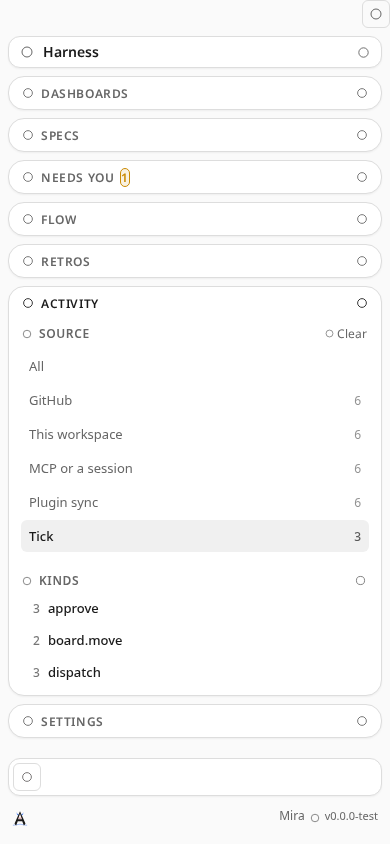 Harness
DASHBOARDS
SPECS
NEEDS YOU 1
FLOW
RETROS
ACTIVITY
SOURCE Clear
All
GitHub 6
This workspace 6
MCP or a session 6
Plugin sync 6
Tick 3
KINDS
3 approve
2 board.move
3 dispatch
SETTINGS
A Mira v0.0.0-test